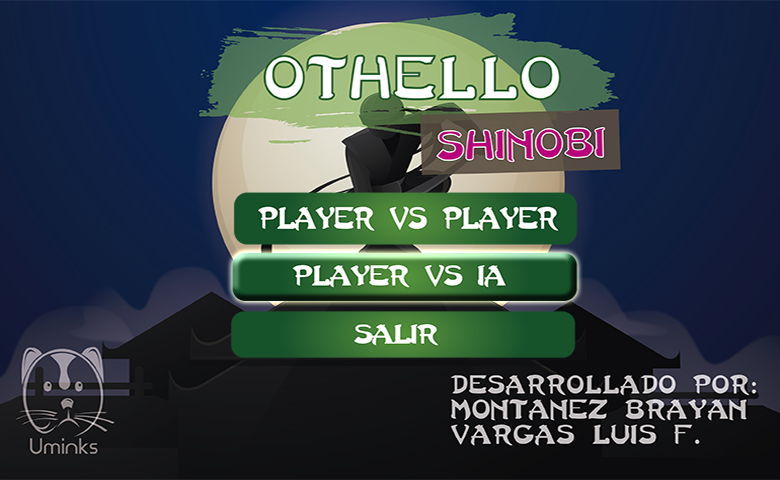 OTHELLO
SHINOBI
PLAYER VS PLAYER
PLAYER VS IA
SALIR
DESARROLLADO POR:
MONTANEZ BRAYAN
VARGAS LUIS F.
Uminks